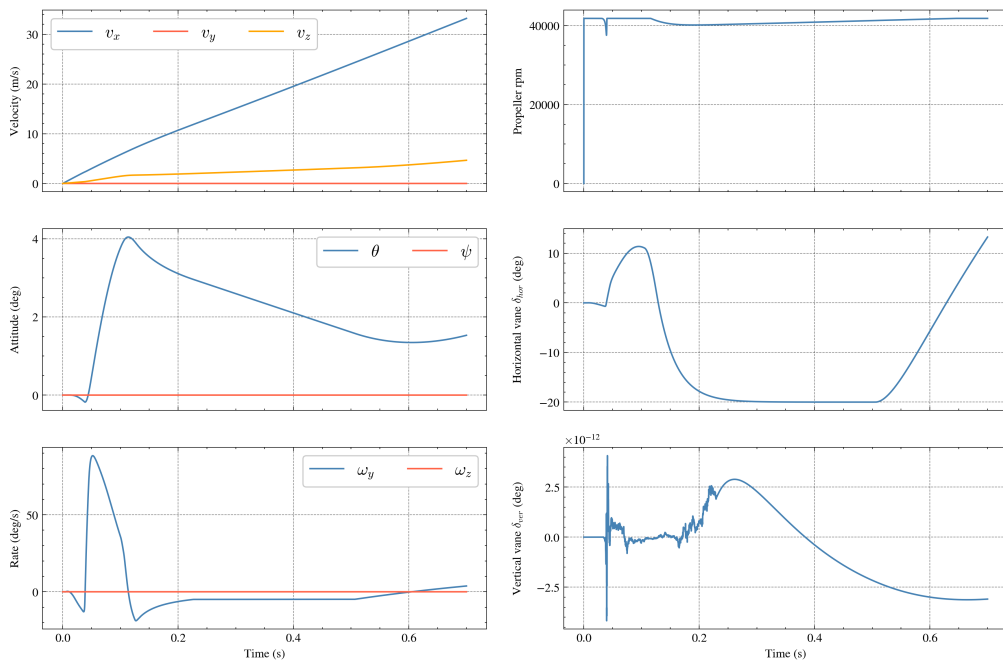 v_x v_y v_z
Velocity (m/s)
30
20
10
0
Propeller rpm
40000
20000
0
θ ψ
Attitude (deg)
4
2
0
Horizontal vane δ_hor (deg)
10
0
−10
−20
ω_y ω_z
Rate (deg/s)
50
0
0.0 0.2 0.4 0.6
Time (s)
×10⁻¹²
Vertical vane δ_ver (deg)
2.5
0.0
−2.5
0.0 0.2 0.4 0.6
Time (s)